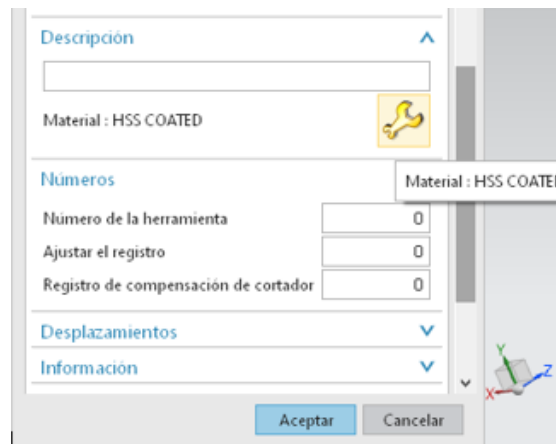 Descripción
Material : HSS COATED
Números
Material : HSS COATE
Número de la herramienta 0
Ajustar el registro 0
Registro de compensación de cortador 0
Desplazamientos
Información
Aceptar Cancelar
Y
X
Z